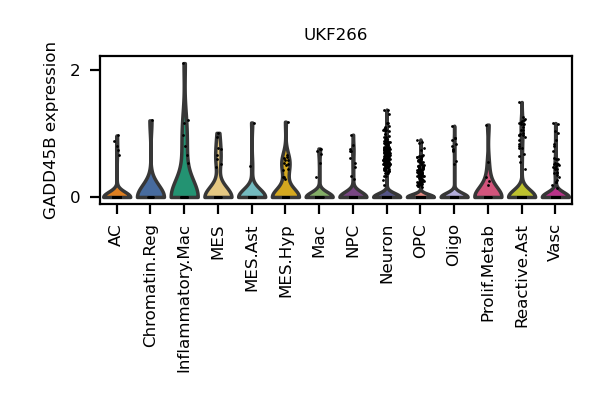 UKF266
GADD45B expression
2
0
AC
Chromatin.Reg
Inflammatory.Mac
MES
MES.Ast
MES.Hyp
Mac
NPC
Neuron
OPC
Oligo
Prolif.Metab
Reactive.Ast
Vasc